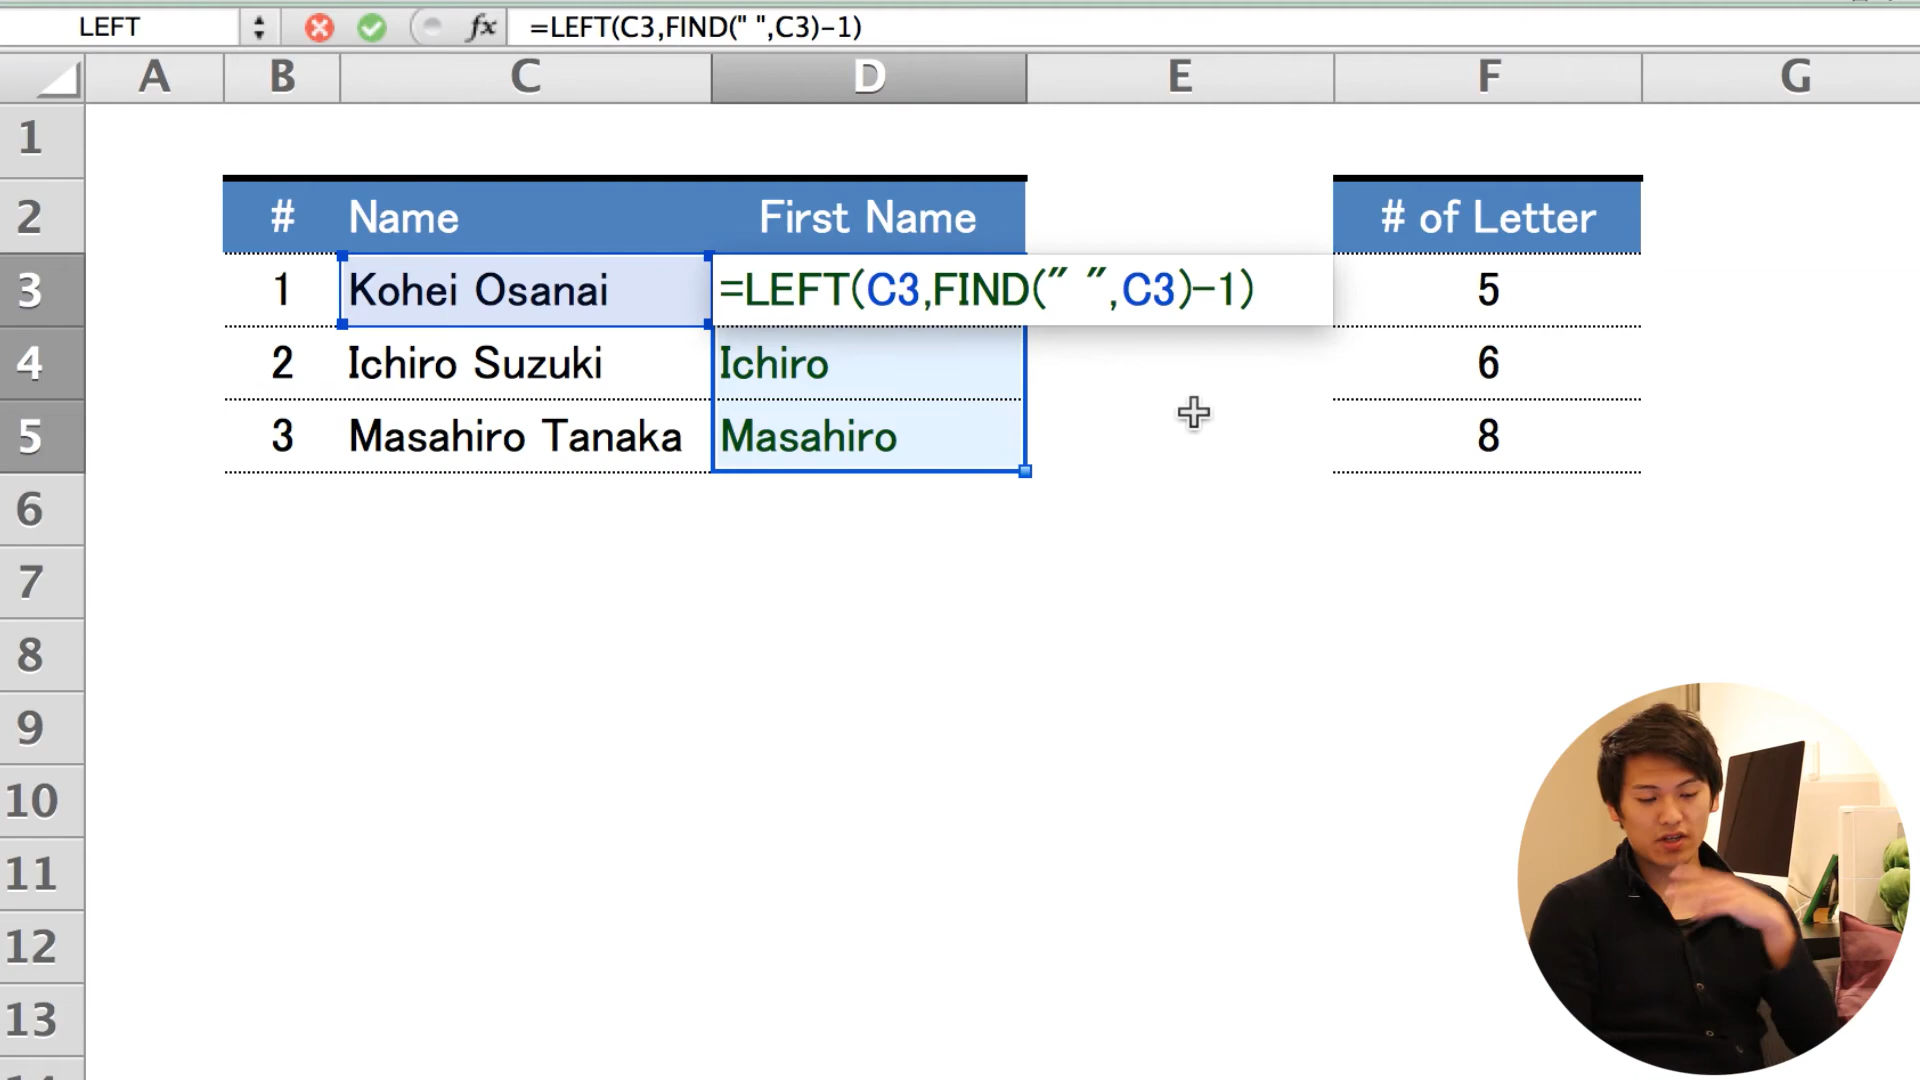 LEFT fx =LEFT(C3,FIND(" ",C3)-1)
A B C D E F G
1
2 # Name First Name # of Letter
3 1 Kohei Osanai =LEFT(C3,FIND(" ",C3)-1) 5
4 2 Ichiro Suzuki Ichiro 6
5 3 Masahiro Tanaka Masahiro 8
6
7
8
9
10
11
12
13